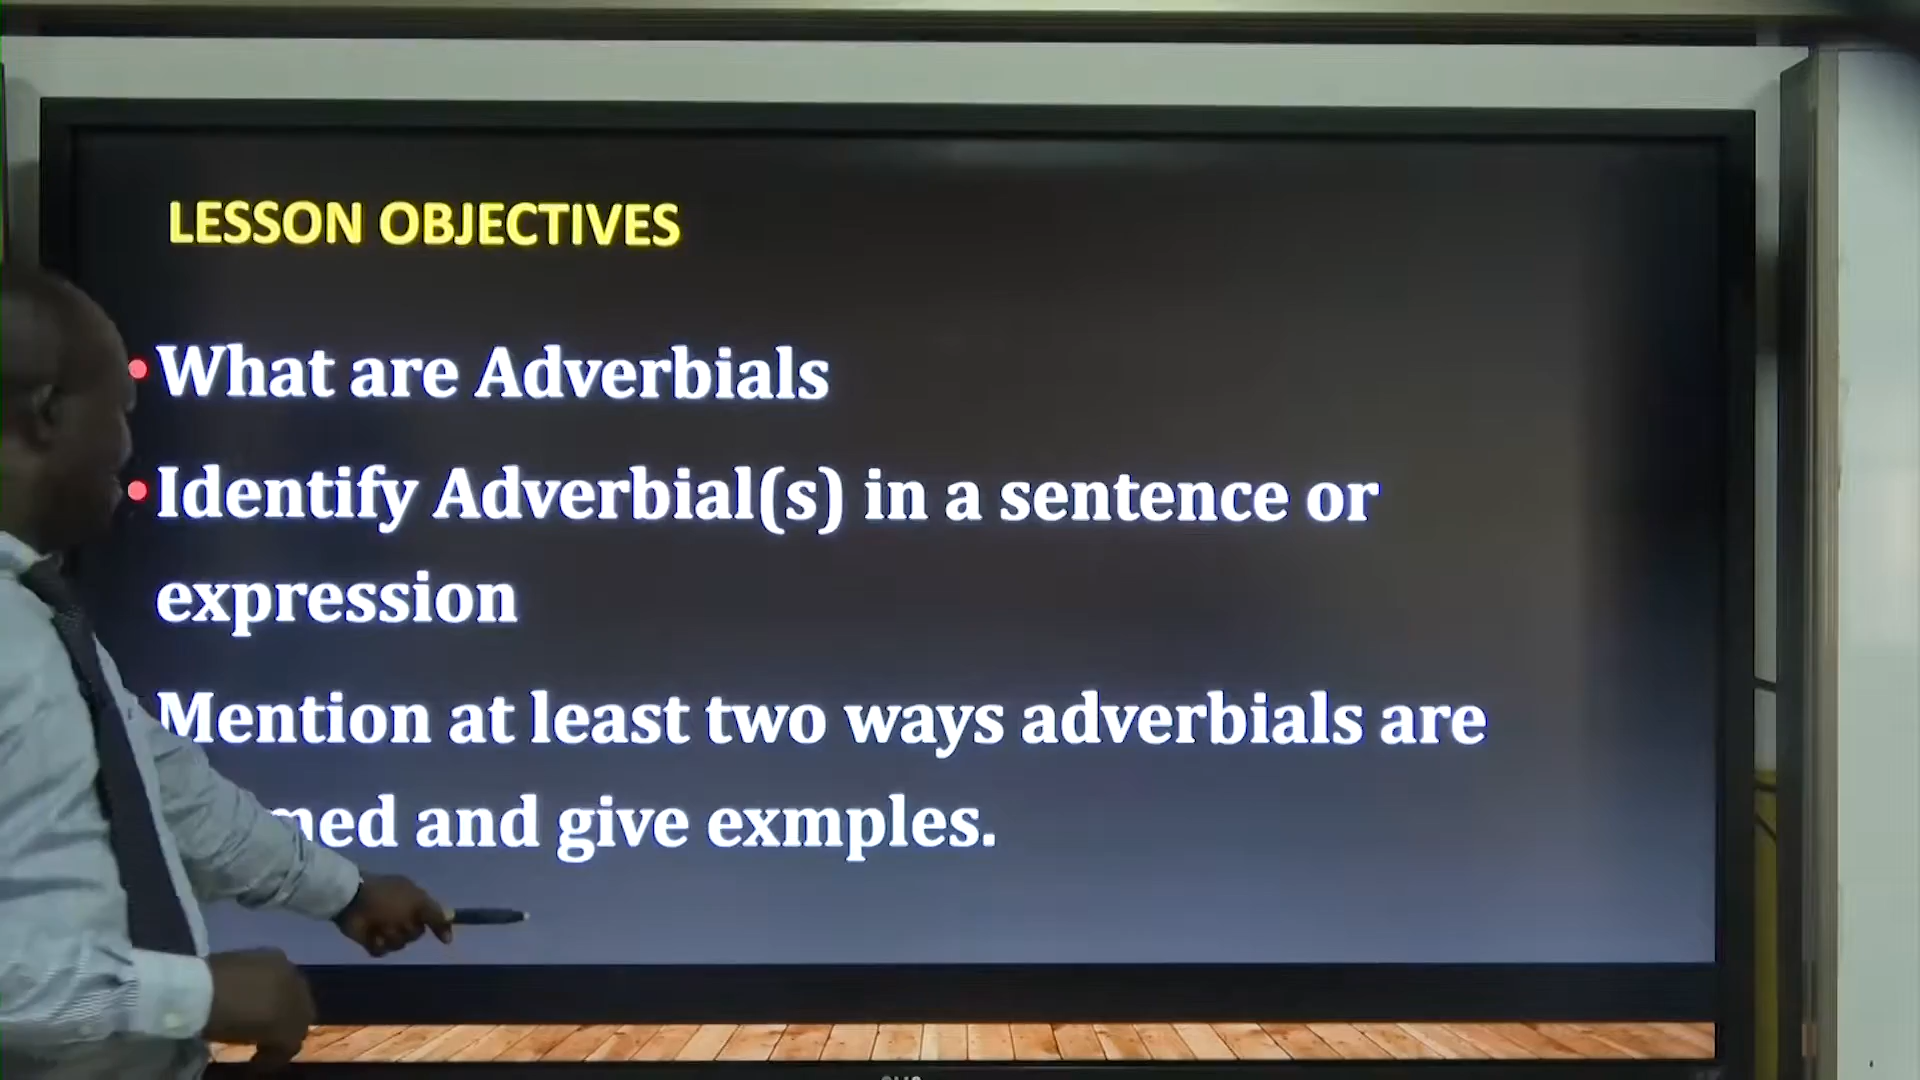 LESSON OBJECTIVES
• What are Adverbials
• Identify Adverbial(s) in a sentence or
expression
Mention at least two ways adverbials are
and give exmples.